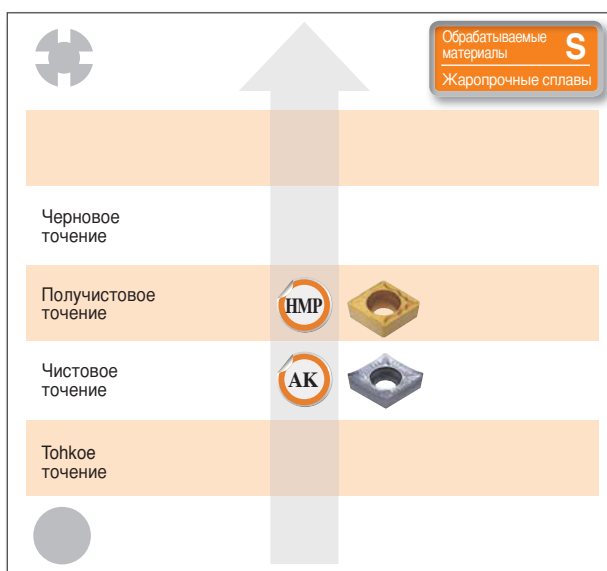 Обрабатываемые
материалы
S
Жаропрочные сплавы
Черновое
точение
Получистовое
точение
HMP
Чистовое
точение
AK
Tohkoe
точение